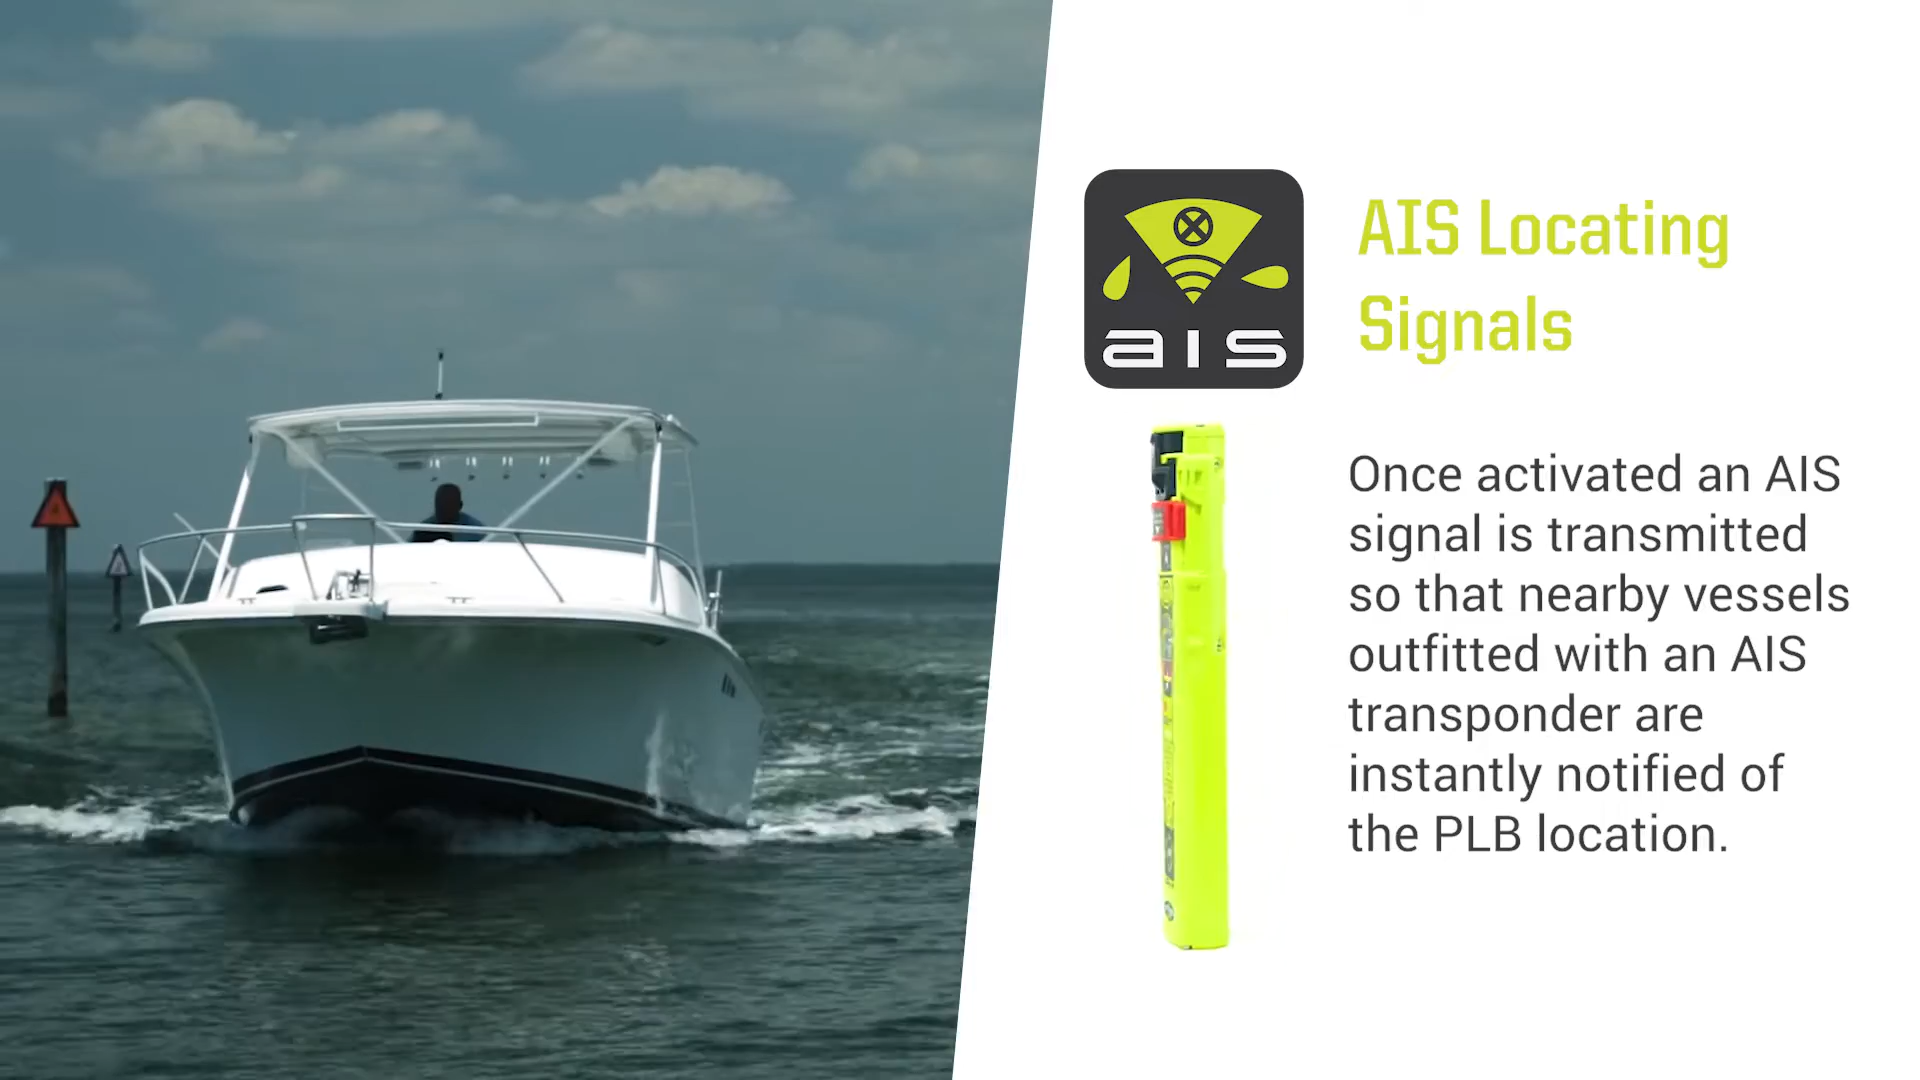 AIS Locating
Signals
ais
Once activated an AIS
signal is transmitted
so that nearby vessels
outfitted with an AIS
transponder are
instantly notified of
the PLB location.